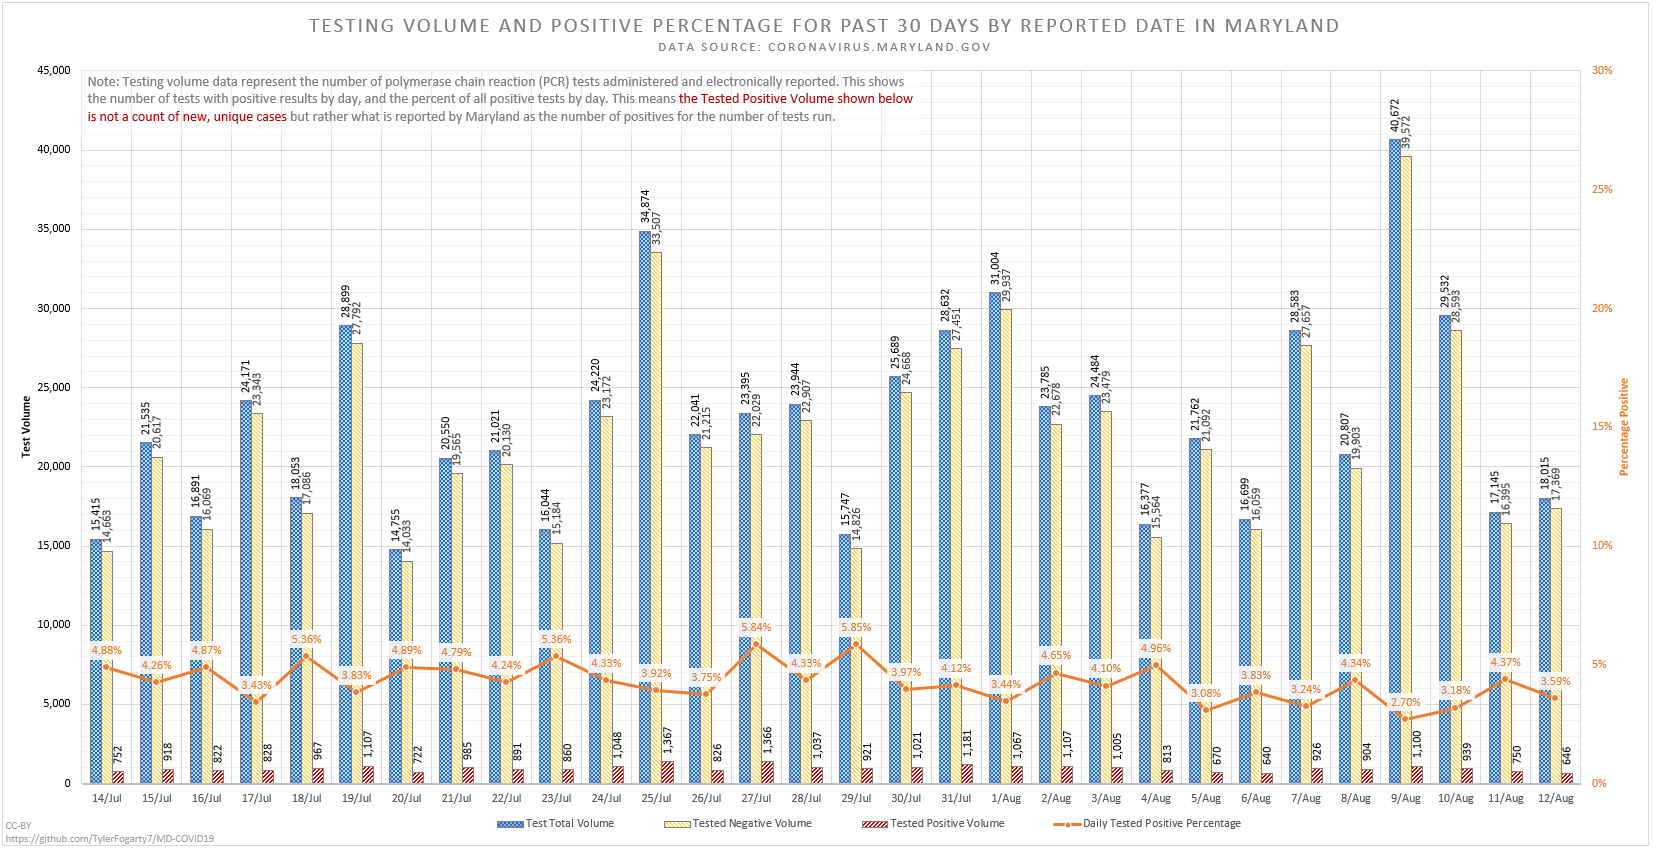 TESTING VOLUME AND POSITIVE PERCENTAGE FOR PAST 30 DAYS BY REPORTED DATE IN MARYLAND
DATA SOURCE: CORONAVIRUS.MARYLAND.GOV
Note: Testing volume data represent the number of polymerase chain reaction (PCR) tests administered and electronically reported. This shows
the number of tests with positive results by day, and the percent of all positive tests by day. This means the Tested Positive Volume shown below
is not a count of new, unique cases but rather what is reported by Maryland as the number of positives for the number of tests run.
Test Volume
45,000
40,000
35,000
30,000
25,000
20,000
15,000
10,000
5,000
0
Percentage Positive
30%
25%
20%
15%
10%
5%
0%
15,415 14,663 4.88% 752 14/Jul
21,535 20,617 4.26% 918 15/Jul
16,891 16,069 4.87% 822 16/Jul
24,171 23,343 3.43% 828 17/Jul
18,053 17,086 5.36% 967 18/Jul
28,899 27,792 3.83% 1,107 19/Jul
14,755 14,033 4.89% 722 20/Jul
20,550 19,565 4.79% 985 21/Jul
21,021 20,130 4.24% 891 22/Jul
16,044 15,184 5.36% 860 23/Jul
24,220 23,172 4.33% 1,048 24/Jul
34,874 33,507 3.92% 1,367 25/Jul
22,041 21,215 3.75% 826 26/Jul
23,395 22,029 5.84% 1,366 27/Jul
23,944 22,907 4.33% 1,037 28/Jul
15,747 14,826 5.85% 921 29/Jul
25,689 24,668 3.97% 1,021 30/Jul
28,632 27,451 4.12% 1,181 31/Jul
31,004 29,937 3.44% 1,067 1/Aug
23,785 22,678 4.65% 1,107 2/Aug
24,484 23,479 4.10% 1,005 3/Aug
16,377 15,564 4.96% 813 4/Aug
21,762 21,092 3.08% 670 5/Aug
16,699 16,059 3.83% 640 6/Aug
28,583 27,657 3.24% 926 7/Aug
20,807 19,903 4.34% 904 8/Aug
40,672 39,572 2.70% 1,100 9/Aug
29,532 28,593 3.18% 939 10/Aug
17,145 16,395 4.37% 750 11/Aug
18,015 17,369 3.59% 646 12/Aug
Test Total Volume
Tested Negative Volume
Tested Positive Volume
Daily Tested Positive Percentage
CC-BY
https://github.com/TylerFogarty7/MD-COVID19